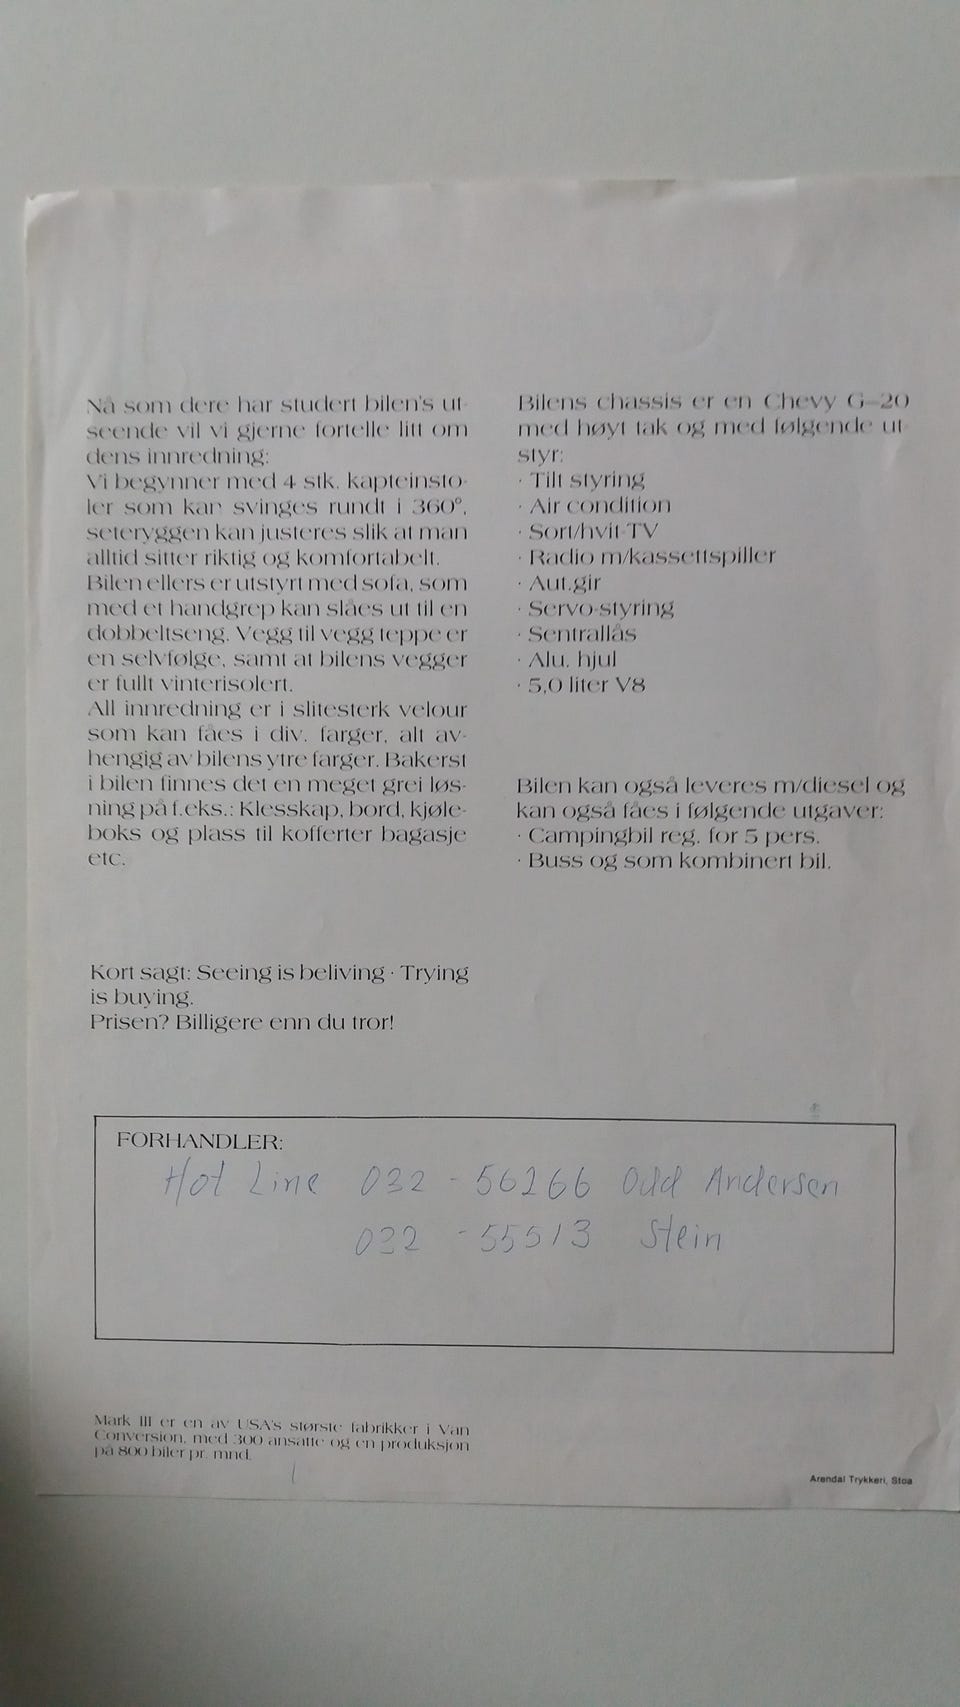 Nå som dere har studert bilen's ut-
seende vil vi gjerne fortelle litt om
dens innredning:
Vi begynner med 4 stk. kapteinsto-
ler som kan svinges rundt i 360°,
seteryggen kan justeres slik at man
alltid sitter riktig og komfortabelt.
Bilen ellers er utstyrt med sofa, som
med et handgrep kan slåes ut til en
dobbeltseng. Vegg til vegg teppe er
en selvfølge, samt at bilens vegger
er fullt vinterisolert.
All innredning er i slitesterk velour
som kan fåes i div. farger, alt av-
hengig av bilens ytre farger. Bakerst
i bilen finnes det en meget grei løs-
ning på f.eks.: Klesskap, bord, kjøle-
boks og plass til kofferter bagasje
etc.
Kort sagt: Seeing is beliving · Trying
is buying.
Prisen? Billigere enn du tror!
Bilens chassis er en Chevy G-20
med høyt tak og med følgende ut-
styr:
· Tilt styring
· Air condition
· Sort/hvit-TV
· Radio m/kassettspiller
· Aut.gir
· Servo-styring
· Sentrallås
· Alu. hjul
· 5,0 liter V8
Bilen kan også leveres m/diesel og
kan også fåes i følgende utgaver:
· Campingbil reg. for 5 pers.
· Buss og som kombinert bil.
FORHANDLER:
Hot Line 032 - 56266 Odd Andersen
032 - 55513 Stein
Mark III er en av USA's største fabrikker i Van
Conversion, med 300 ansatte og en produksjon
på 800 biler pr. mnd.
Arendal Trykkeri, Stoa